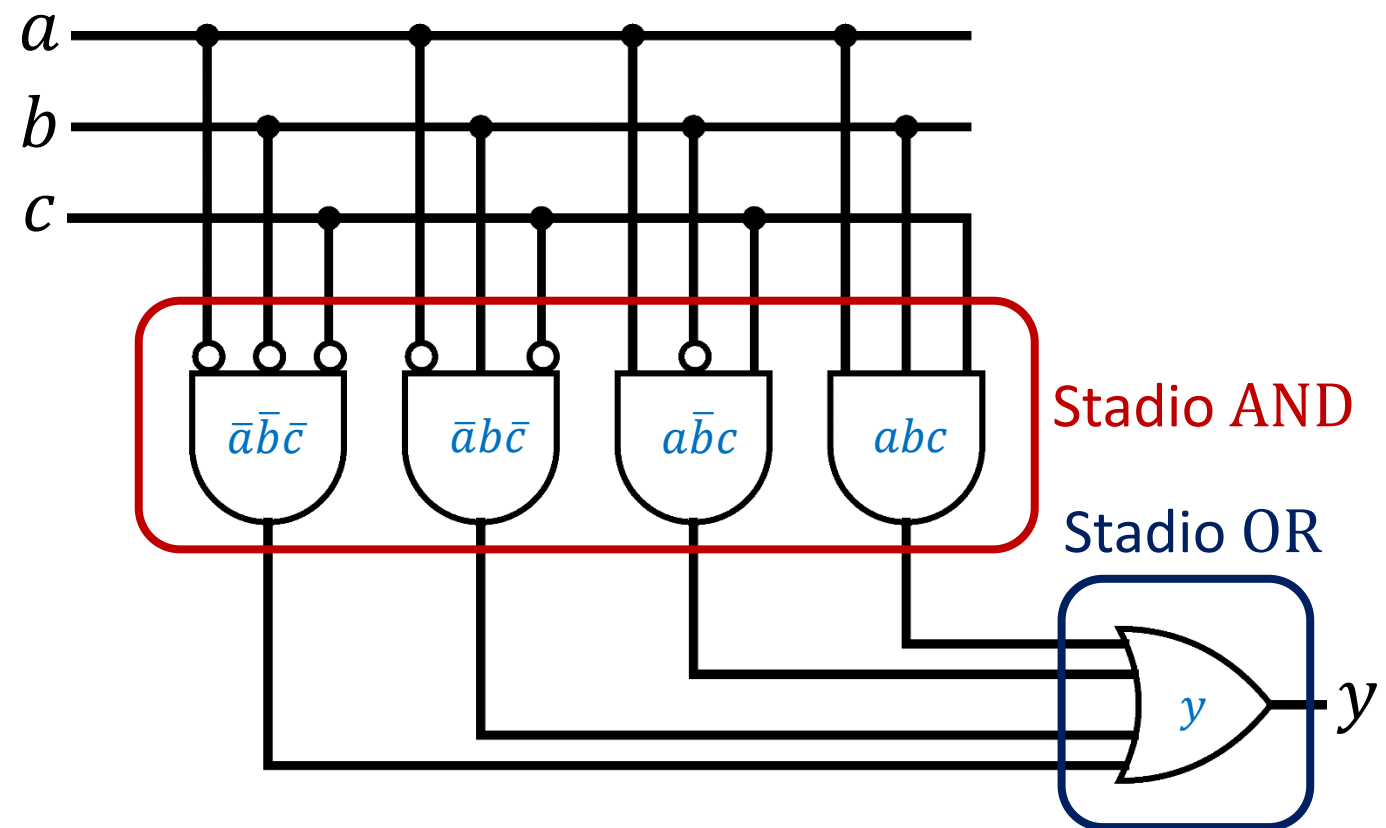 a
b
c
a̅b̅c̅
a̅bc̅
ab̅c
abc
Stadio AND
Stadio OR
y
y